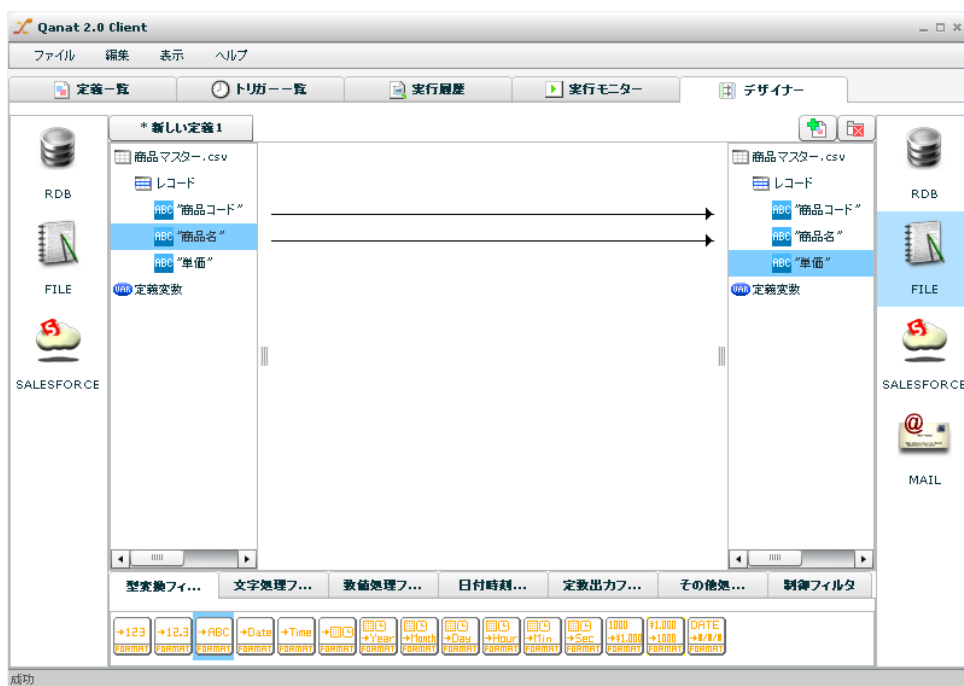 Qanat 2.0 Client
ファイル 編集 表示 ヘルプ
定義一覧 トリガー一覧 実行履歴 実行モニター デザイナー
* 新しい定義1
RDB
FILE
SALESFORCE
商品マスター.csv
レコード
ABC "商品コード"
ABC "商品名"
ABC "単価"
VAR 定義変数
商品マスター.csv
レコード
ABC "商品コード"
ABC "商品名"
ABC "単価"
VAR 定義変数
RDB
FILE
SALESFORCE
MAIL
型変換フィ... 文字処理フ... 数値処理フ... 日付時刻... 定数出力フ... その他処... 制御フィルタ
→123 FORMAT
→12.3 FORMAT
→ABC FORMAT
→Date FORMAT
→Time FORMAT
→ FORMAT
→Year FORMAT
→Month FORMAT
→Day FORMAT
→Hour FORMAT
→Min FORMAT
→Sec FORMAT
1000 →¥1,000 FORMAT
¥1,000 →1000 FORMAT
DATE →#/#/# FORMAT
成功